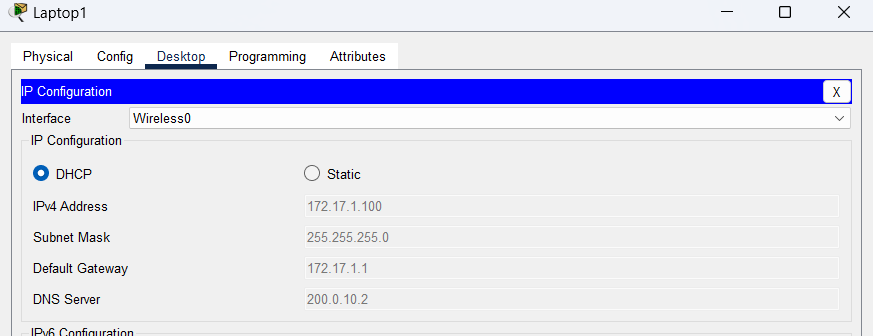 Laptop1
Physical Config Desktop Programming Attributes
IP Configuration X
Interface Wireless0
IP Configuration
DHCP Static
IPv4 Address 172.17.1.100
Subnet Mask 255.255.255.0
Default Gateway 172.17.1.1
DNS Server 200.0.10.2
IPv6 Configuration